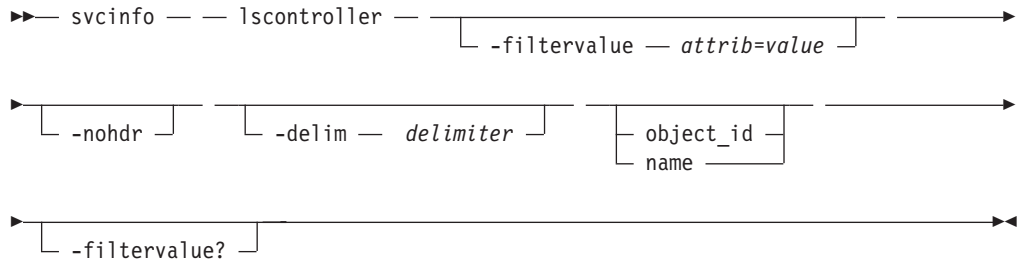 svcinfo lscontroller
-filtervalue attrib=value
-nohdr -delim delimiter object_id
name
-filtervalue?